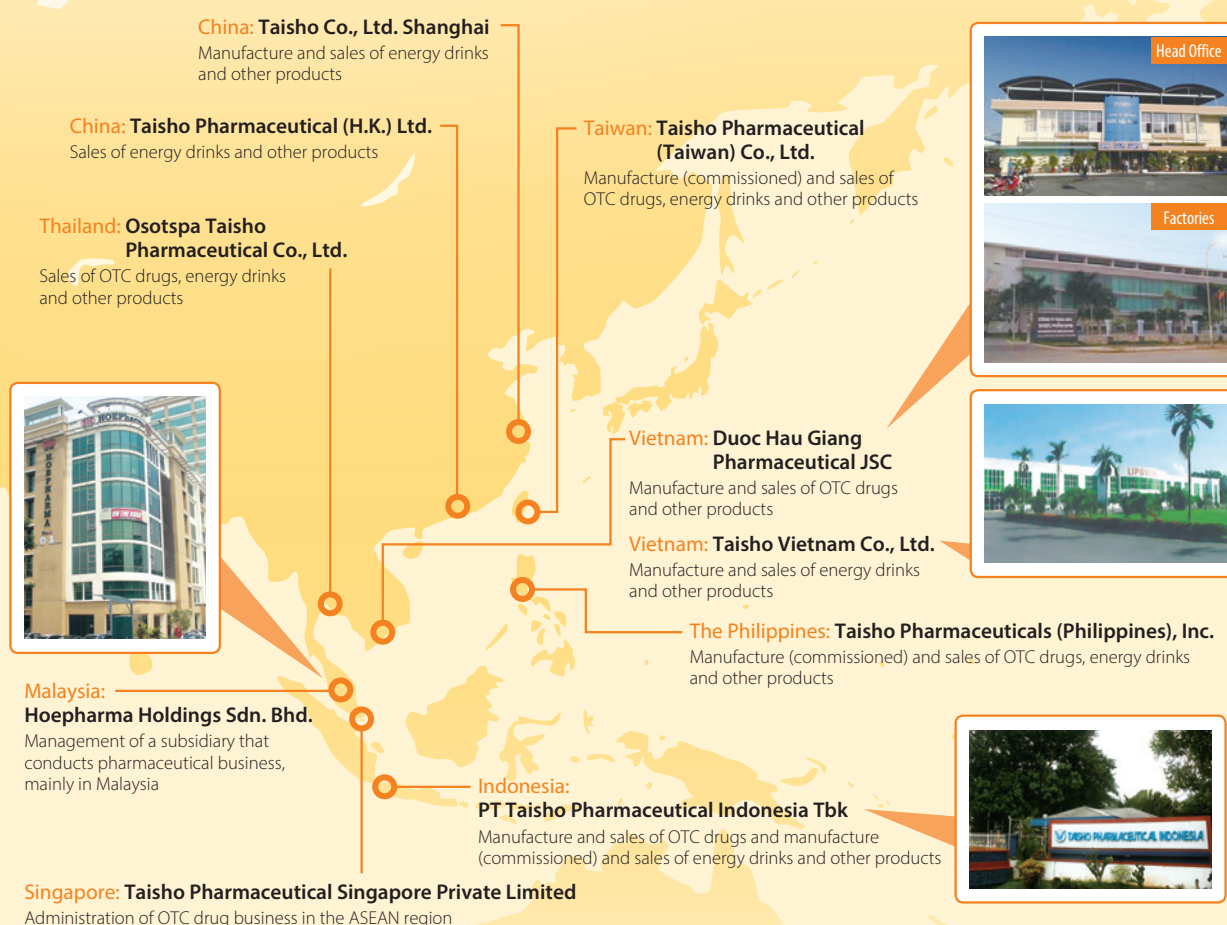 China: Taisho Co., Ltd. Shanghai
Manufacture and sales of energy drinks
and other products
China: Taisho Pharmaceutical (H.K.) Ltd.
Sales of energy drinks and other products
Thailand: Osotspa Taisho
Pharmaceutical Co., Ltd.
Sales of OTC drugs, energy drinks
and other products
Taiwan: Taisho Pharmaceutical
(Taiwan) Co., Ltd.
Manufacture (commissioned) and sales of
OTC drugs, energy drinks and other products
Head Office
Factories
HOEPHARMA
Vietnam: Duoc Hau Giang
Pharmaceutical JSC
Manufacture and sales of OTC drugs
and other products
Vietnam: Taisho Vietnam Co., Ltd.
Manufacture and sales of energy drinks
and other products
The Philippines: Taisho Pharmaceuticals (Philippines), Inc.
Manufacture (commissioned) and sales of OTC drugs, energy drinks
and other products
Malaysia:
Hoepharma Holdings Sdn. Bhd.
Management of a subsidiary that
conducts pharmaceutical business,
mainly in Malaysia
Indonesia:
PT Taisho Pharmaceutical Indonesia Tbk
Manufacture and sales of OTC drugs and manufacture
(commissioned) and sales of energy drinks and other products
TAISHO PHARMACEUTICAL INDONESIA
Singapore: Taisho Pharmaceutical Singapore Private Limited
Administration of OTC drug business in the ASEAN region